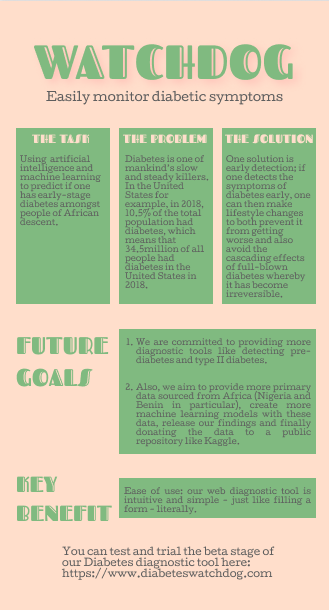 WATCHDOG
Easily monitor diabetic symptoms
THE TASK
Using artificial
intelligence and
machine learning
to predict if one
has early-stage
diabetes amongst
people of African
descent.
THE PROBLEM
Diabetes is one of
mankind's slow
and steady killers.
In the United
States for
example, in 2018,
10.5% of the total
population had
diabetes, which
means that
34.5million of all
people had
diabetes in the
United States in
2018.
THE SOLUTION
One solution is
early detection; if
one detects the
symptoms of
diabetes early, one
can then make
lifestyle changes
to both prevent it
from getting
worse and also
avoid the
cascading effects
of full-blown
diabetes whereby
it has become
irreversible.
FUTURE
GOALS
1. We are committed to providing more
diagnostic tools like detecting pre-
diabetes and type II diabetes.
2. Also, we aim to provide more primary
data sourced from Africa (Nigeria and
Benin in particular), create more
machine learning models with these
data, release our findings and finally
donating the data to a public
repository like Kaggle.
KEY
BENEFIT
Ease of use: our web diagnostic tool is
intuitive and simple - just like filling a
form - literally.
You can test and trial the beta stage of
our Diabetes diagnostic tool here:
https://www.diabeteswatchdog.com